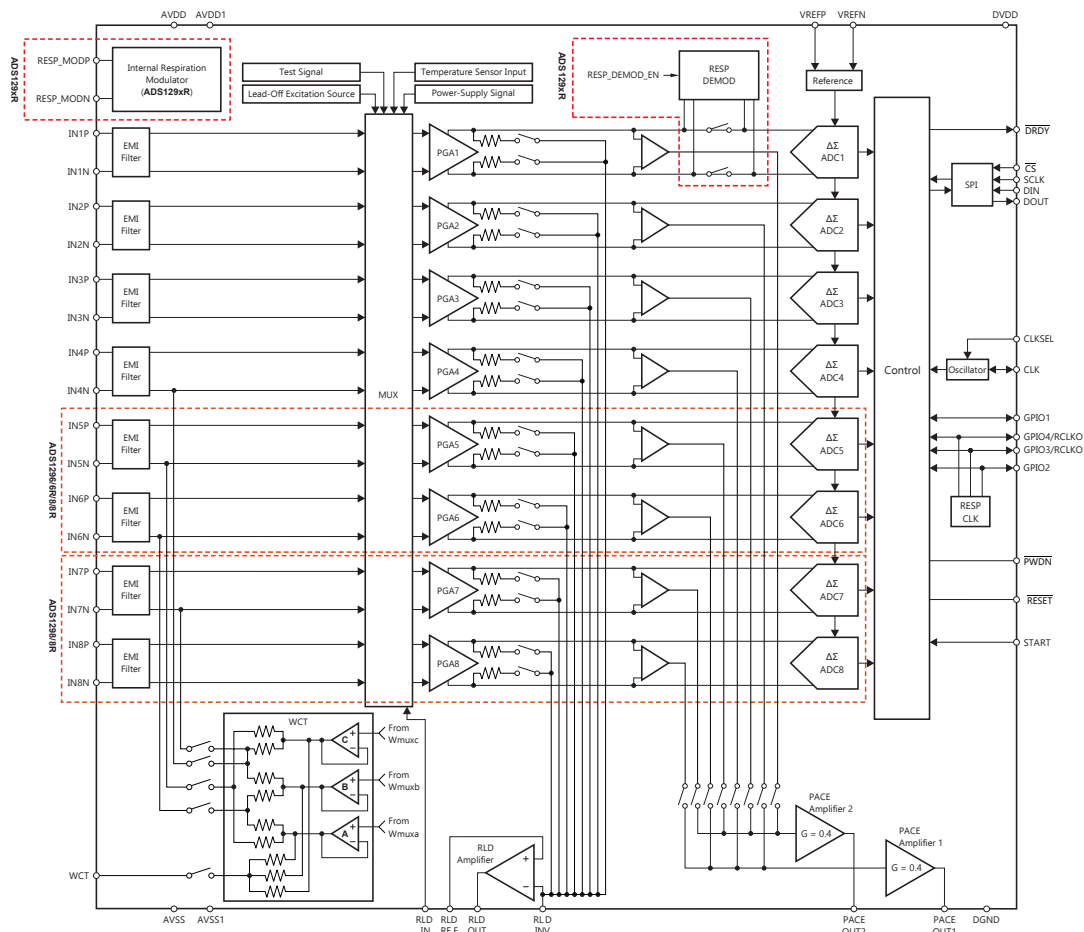 AVDD AVDD1 VREFP VREFN DVDD
ADS129xR
RESP_MODP
RESP_MODN
Internal Respiration
Modulator
(ADS129xR)
Test Signal
Lead-Off Excitation Source
Temperature Sensor Input
Power-Supply Signal
ADS129xR
RESP_DEMOD_EN
RESP
DEMOD
Reference
IN1P
IN1N
EMI
Filter
PGA1
ΔΣ
ADC1
IN2P
IN2N
EMI
Filter
PGA2
ΔΣ
ADC2
IN3P
IN3N
EMI
Filter
PGA3
ΔΣ
ADC3
IN4P
IN4N
EMI
Filter
PGA4
ΔΣ
ADC4
MUX
Control
ADS1296/6R/8/8R
IN5P
IN5N
EMI
Filter
PGA5
ΔΣ
ADC5
IN6P
IN6N
EMI
Filter
PGA6
ΔΣ
ADC6
ADS1298/8R
IN7P
IN7N
EMI
Filter
PGA7
ΔΣ
ADC7
IN8P
IN8N
EMI
Filter
PGA8
ΔΣ
ADC8
DRDY
SPI
CS
SCLK
DIN
DOUT
CLKSEL
Oscillator
CLK
GPIO1
GPIO4/RCLKO
GPIO3/RCLKO
GPIO2
RESP
CLK
PWDN
RESET
START
WCT
C
+
−
From
Wmuxc
B
+
−
From
Wmuxb
A
+
−
From
Wmuxa
WCT
RLD
Amplifier
+
−
PACE
Amplifier 2
G = 0.4
PACE
Amplifier 1
G = 0.4
AVSS AVSS1
RLD
IN
RLD
REF
RLD
OUT
RLD
INV
PACE
OUT2
PACE
OUT1
DGND